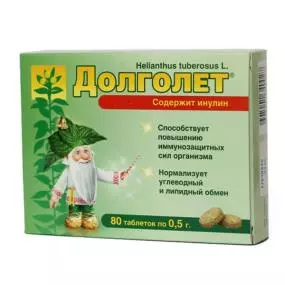 Helianthus tuberosus L.
Долголет®
Содержит инулин
Способствует
повышению
иммунозащитных
сил организма
Нормализует
углеводный
и липидный обмен
80 таблеток по 0,5 г.